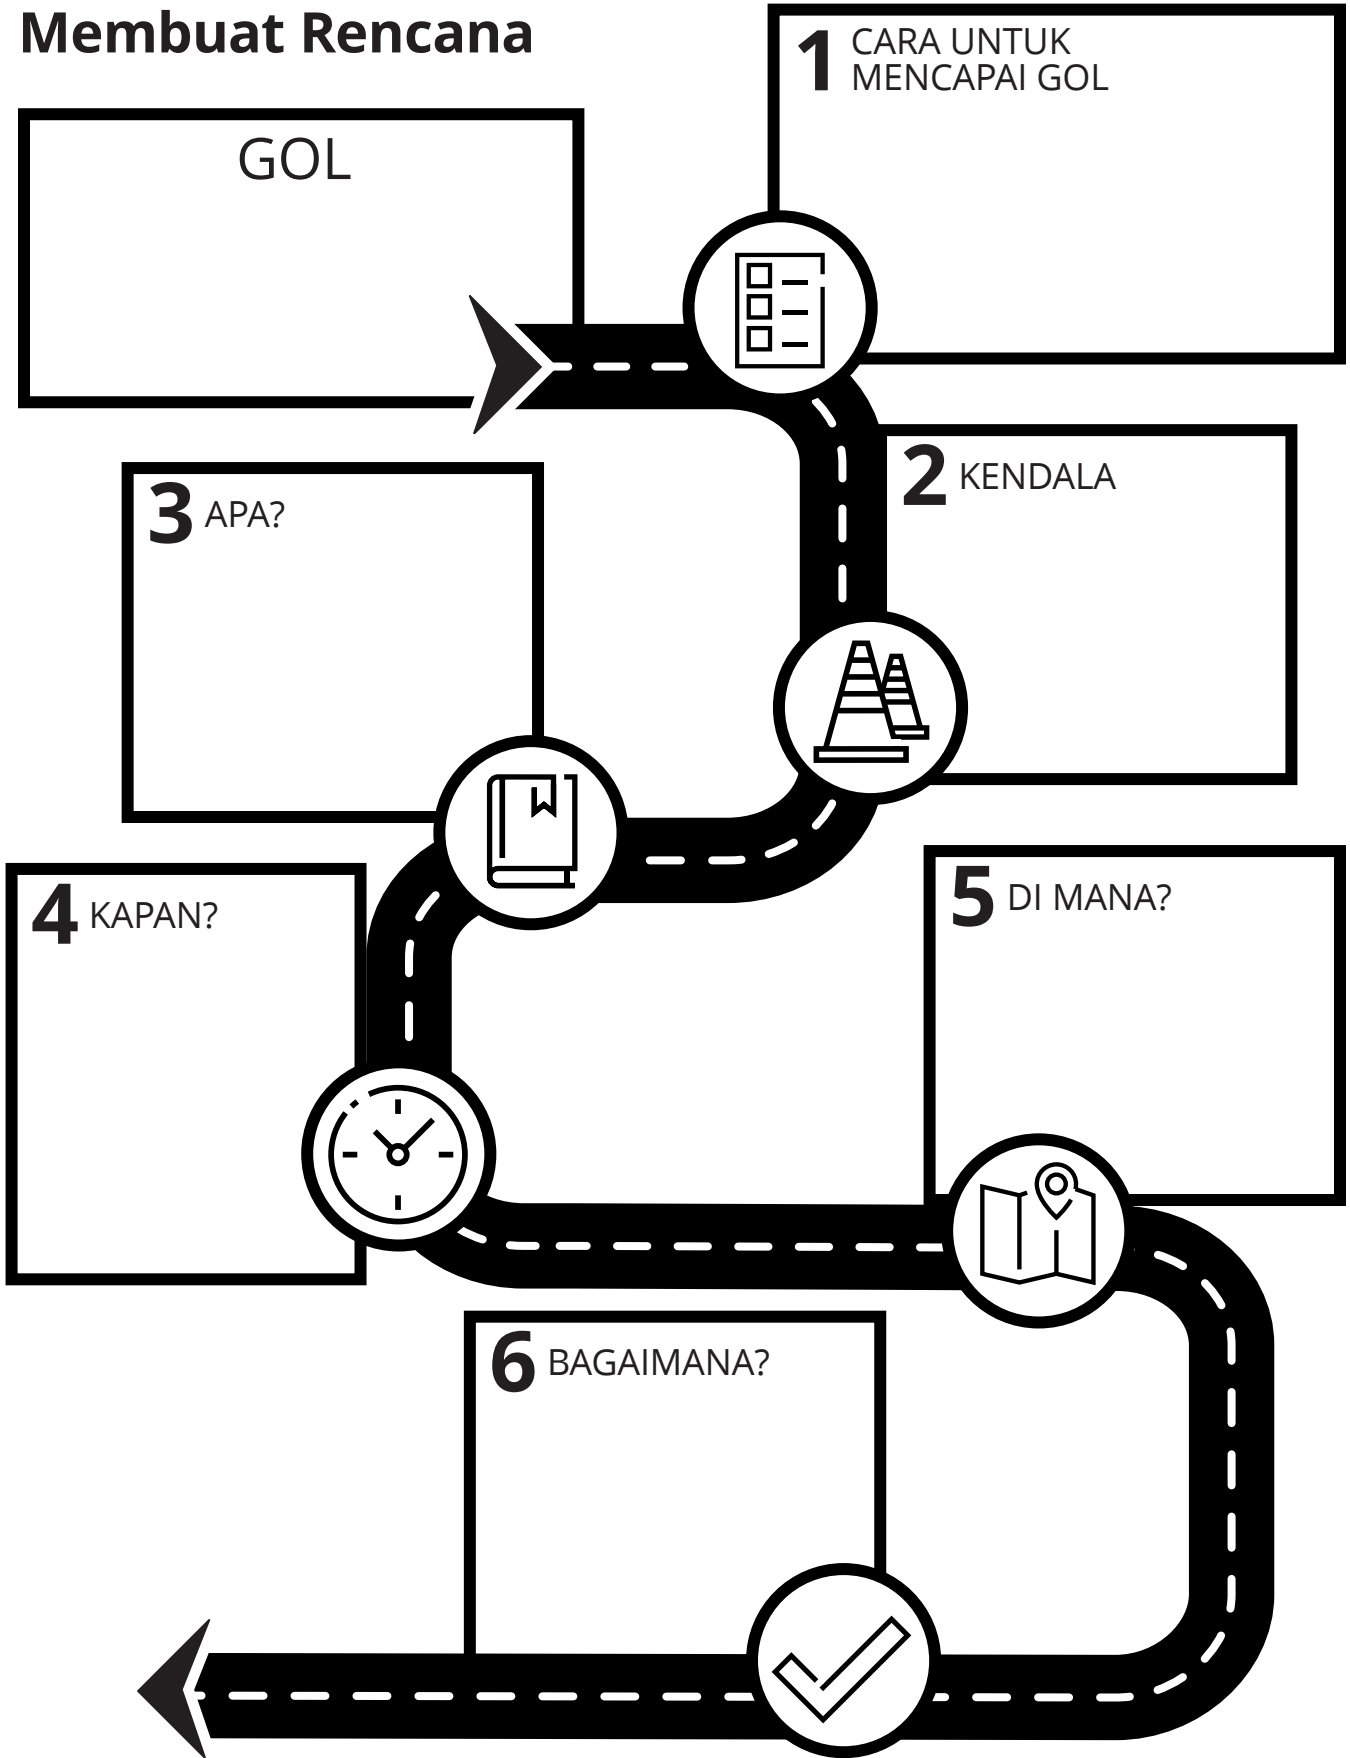 Membuat Rencana
GOL
1 CARA UNTUK
MENCAPAI GOL
2 KENDALA
3 APA?
4 KAPAN?
5 DI MANA?
6 BAGAIMANA?